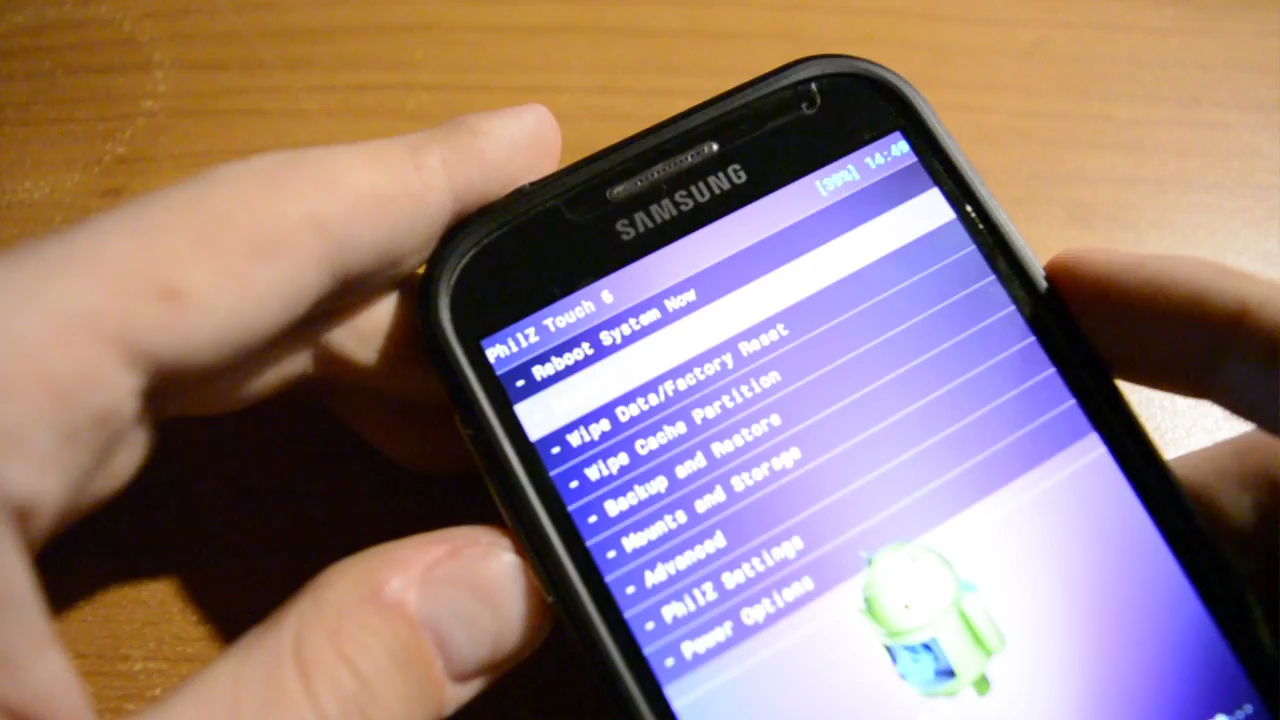 SAMSUNG
[99%] 14:49
PhilZ Touch 6
- Reboot System Now
- Wipe Data/Factory Reset
- Wipe Cache Partition
- Backup and Restore
- Mounts and Storage
- Advanced
- PhilZ Settings
- Power Options